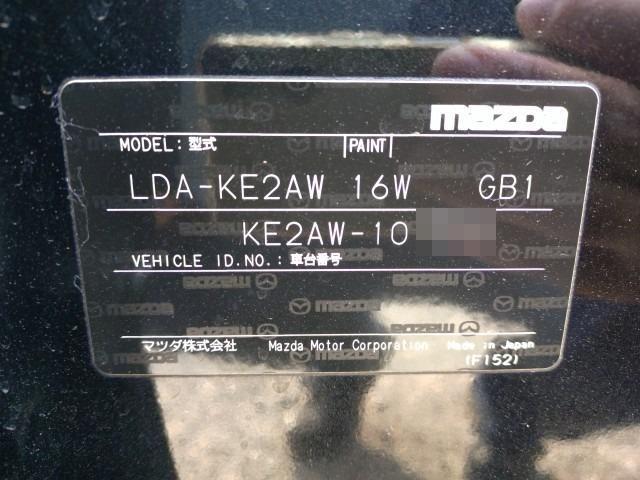 mazda
MODEL: 型式 PAINT
LDA-KE2AW 16W GB1
KE2AW-10
VEHICLE ID.NO.: 車台番号
マツダ株式会社 Mazda Motor Corporation Made in Japan
(F152)